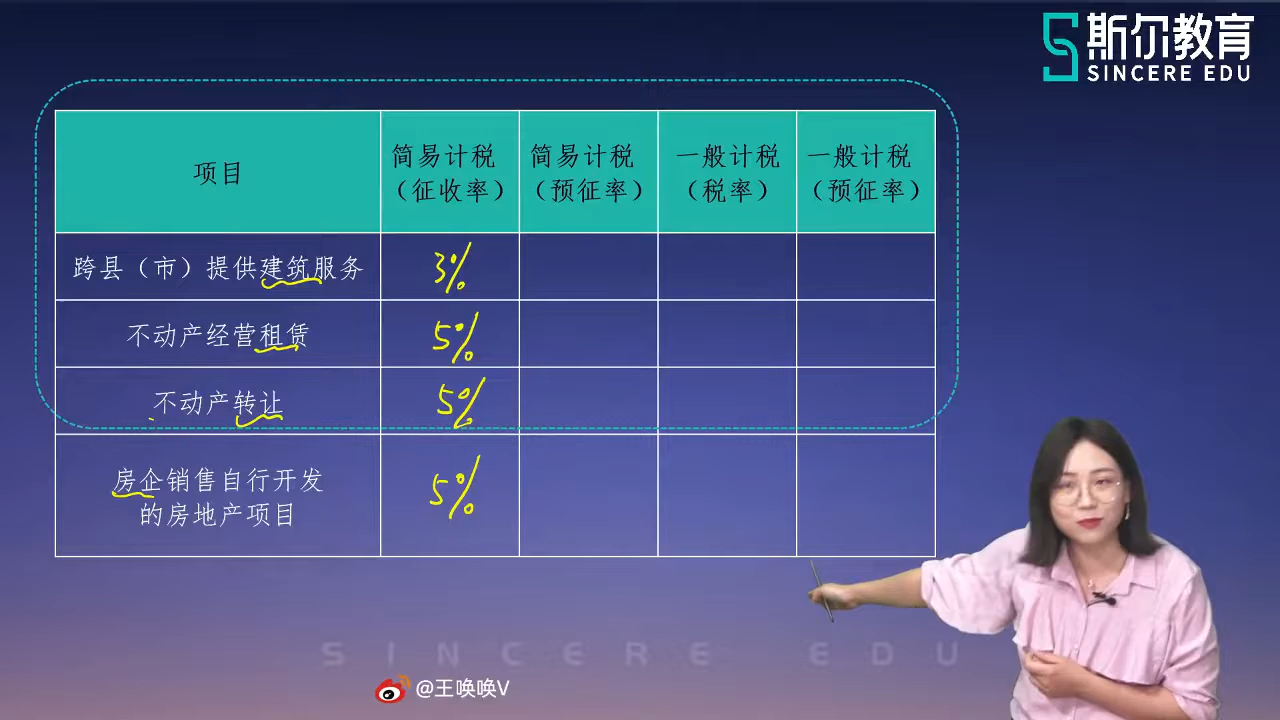 斯尔教育
SINCERE EDU
项目
简易计税
（征收率）
简易计税
（预征率）
一般计税
（税率）
一般计税
（预征率）
跨县（市）提供建筑服务
3%
不动产经营租赁
5%
不动产转让
5%
房企销售自行开发
的房地产项目
5%
SINCERE EDU
@王唤唤V